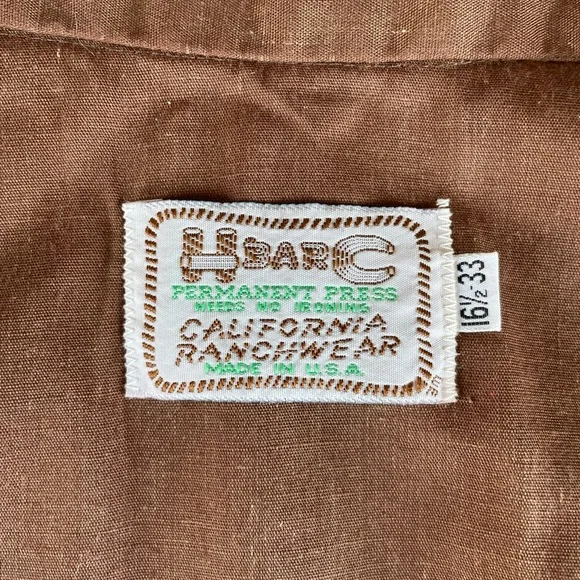 H BAR C
PERMANENT PRESS
NEEDS NO IRONING
CALIFORNIA
RANCHWEAR
MADE IN U.S.A.
16½-33